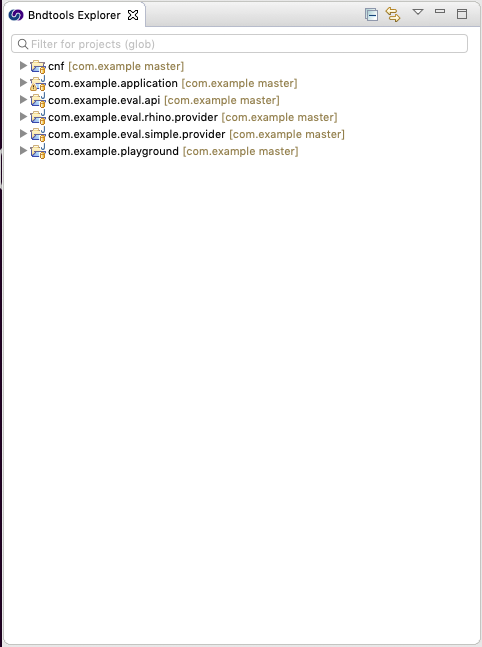 Bndtools Explorer
Filter for projects (glob)
cnf [com.example master]
com.example.application [com.example master]
com.example.eval.api [com.example master]
com.example.eval.rhino.provider [com.example master]
com.example.eval.simple.provider [com.example master]
com.example.playground [com.example master]